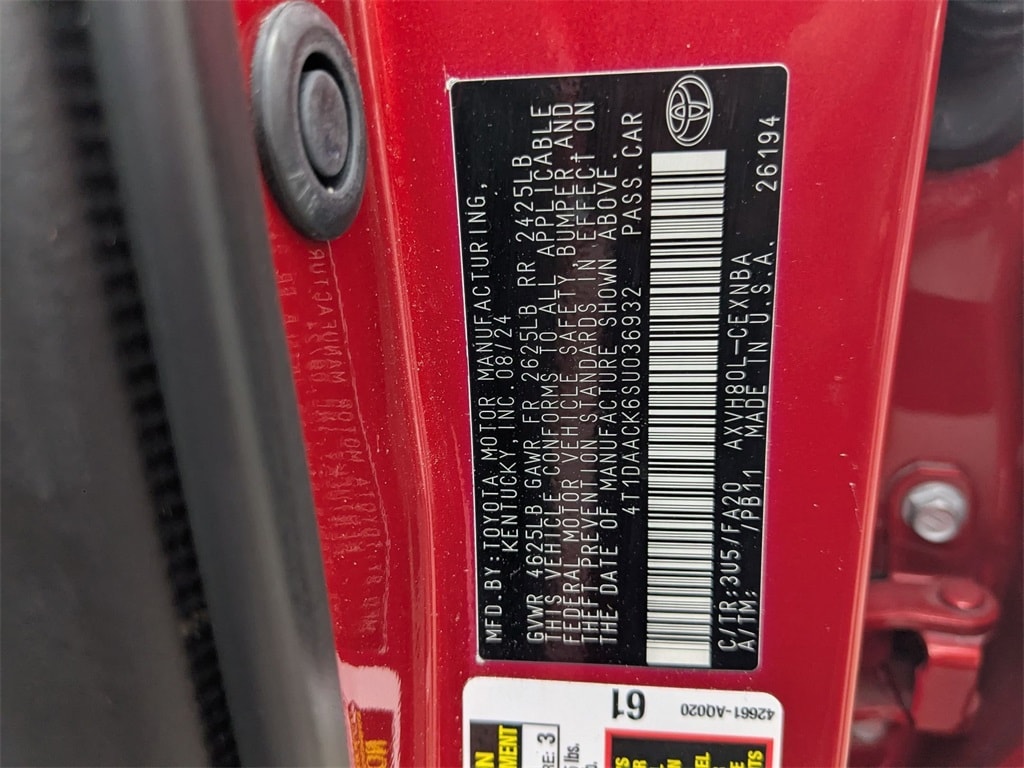 MFD.BY:TOYOTA MOTOR MANUFACTURING,
KENTUCKY,INC.08/24
GVWR 4625LB GAWR FR 2625LB RR 2425LB
THIS VEHICLE CONFORMS TO ALL APPLICABLE
FEDERAL MOTOR VEHICLE SAFETY BUMPER AND
THEFT PREVENTION STANDARDS IN EFFECT ON
THE DATE OF MANUFACTURE SHOWN ABOVE.
4T1DAACK6SU036932 PASS.CAR
C/TR:3U5/FA20 AXVH80L-CEXNBA
A/TM: /PB11 MADE IN U.S.A. 26194
61
42661-A0020